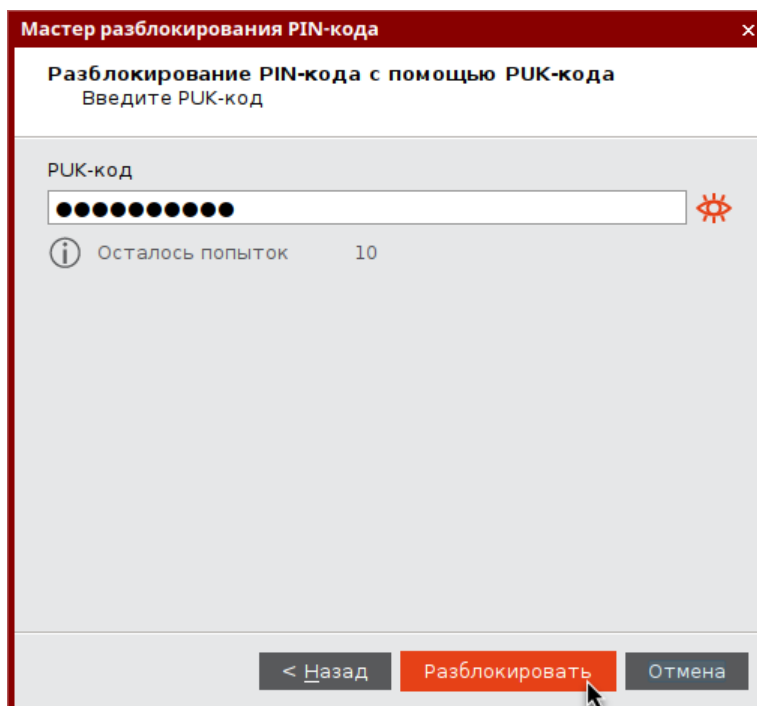 Мастер разблокирования PIN-кода
Разблокирование PIN-кода с помощью PUK-кода
Введите PUK-код
PUK-код
●●●●●●●●●●
Осталось попыток 10
< Назад Разблокировать Отмена